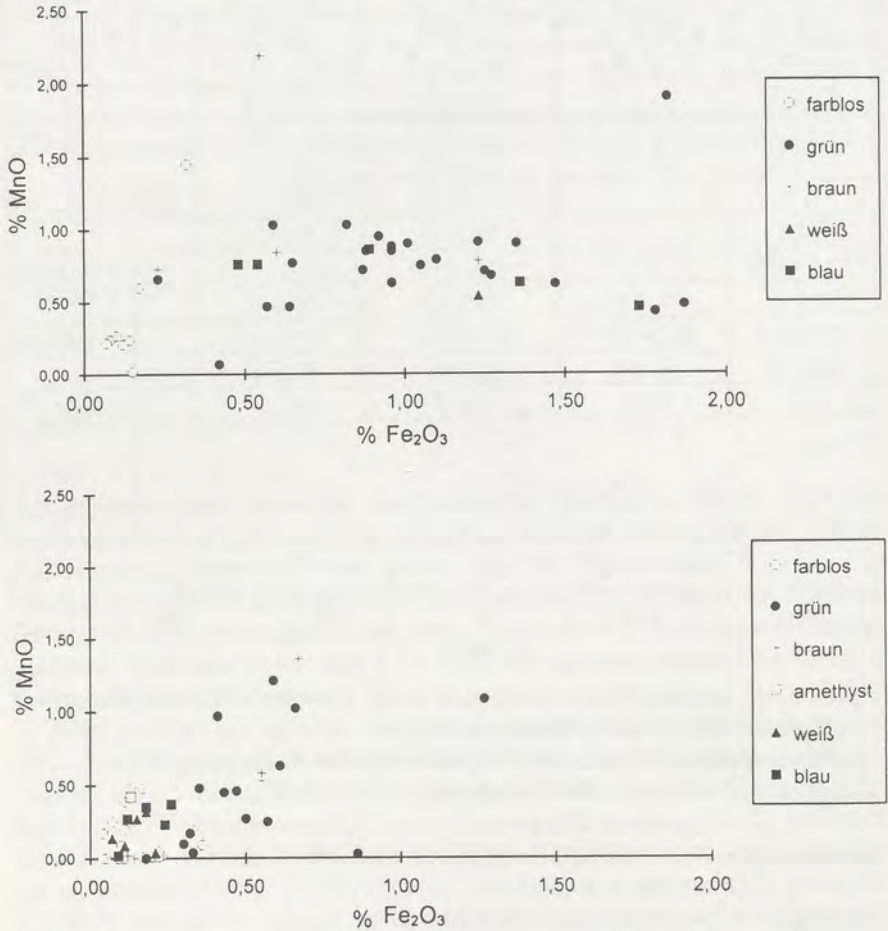 2,50
2,00
1,50
1,00
0,50
0,00
% MnO
0,00 0,50 1,00 1,50 2,00
% Fe₂O₃
farblos
grün
braun
weiß
blau
2,50
2,00
1,50
1,00
0,50
0,00
% MnO
0,00 0,50 1,00 1,50 2,00
% Fe₂O₃
farblos
grün
braun
amethyst
weiß
blau